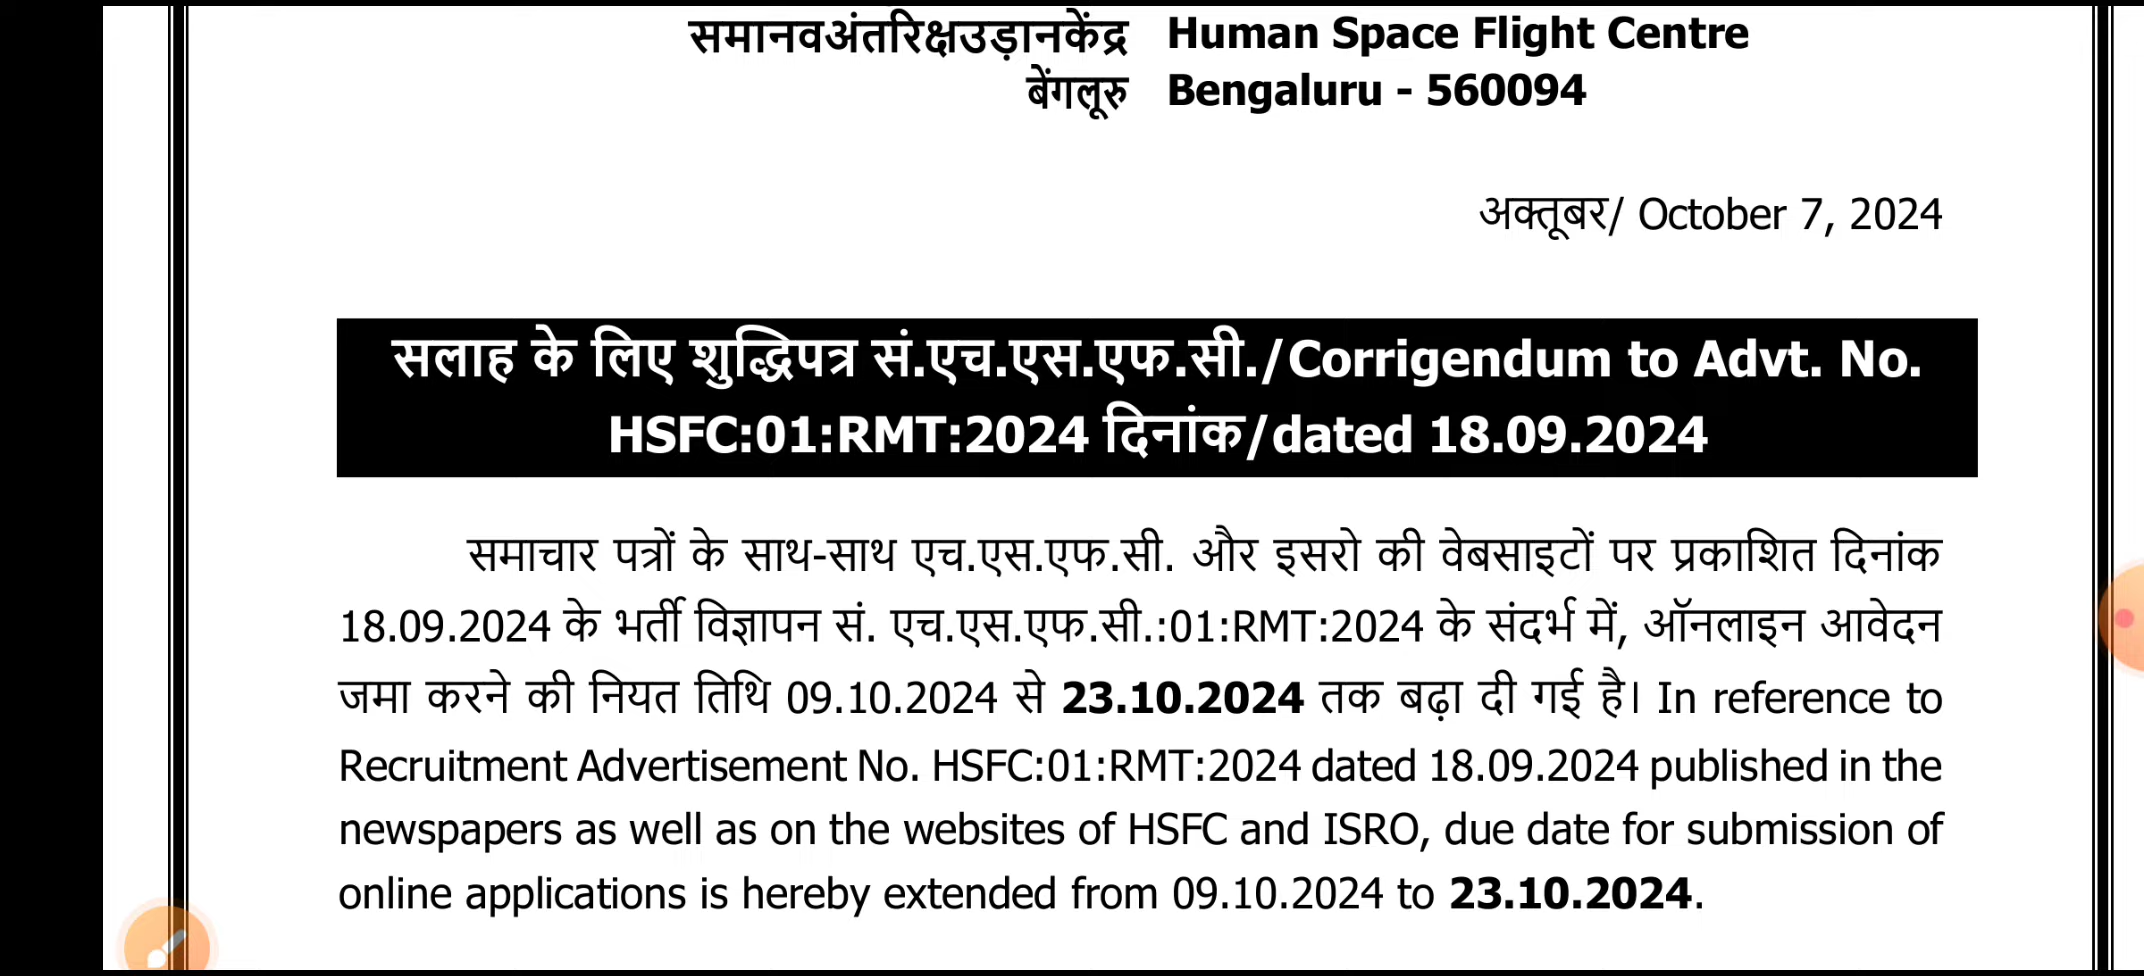 समानवअंतरिक्षउड़ानकेंद्र Human Space Flight Centre
बेंगलूरु Bengaluru - 560094
अक्तूबर/ October 7, 2024
सलाह के लिए शुद्धिपत्र सं.एच.एस.एफ.सी./Corrigendum to Advt. No.
HSFC:01:RMT:2024 दिनांक/dated 18.09.2024
समाचार पत्रों के साथ-साथ एच.एस.एफ.सी. और इसरो की वेबसाइटों पर प्रकाशित दिनांक
18.09.2024 के भर्ती विज्ञापन सं. एच.एस.एफ.सी.:01:RMT:2024 के संदर्भ में, ऑनलाइन आवेदन
जमा करने की नियत तिथि 09.10.2024 से 23.10.2024 तक बढ़ा दी गई है। In reference to
Recruitment Advertisement No. HSFC:01:RMT:2024 dated 18.09.2024 published in the
newspapers as well as on the websites of HSFC and ISRO, due date for submission of
online applications is hereby extended from 09.10.2024 to 23.10.2024.